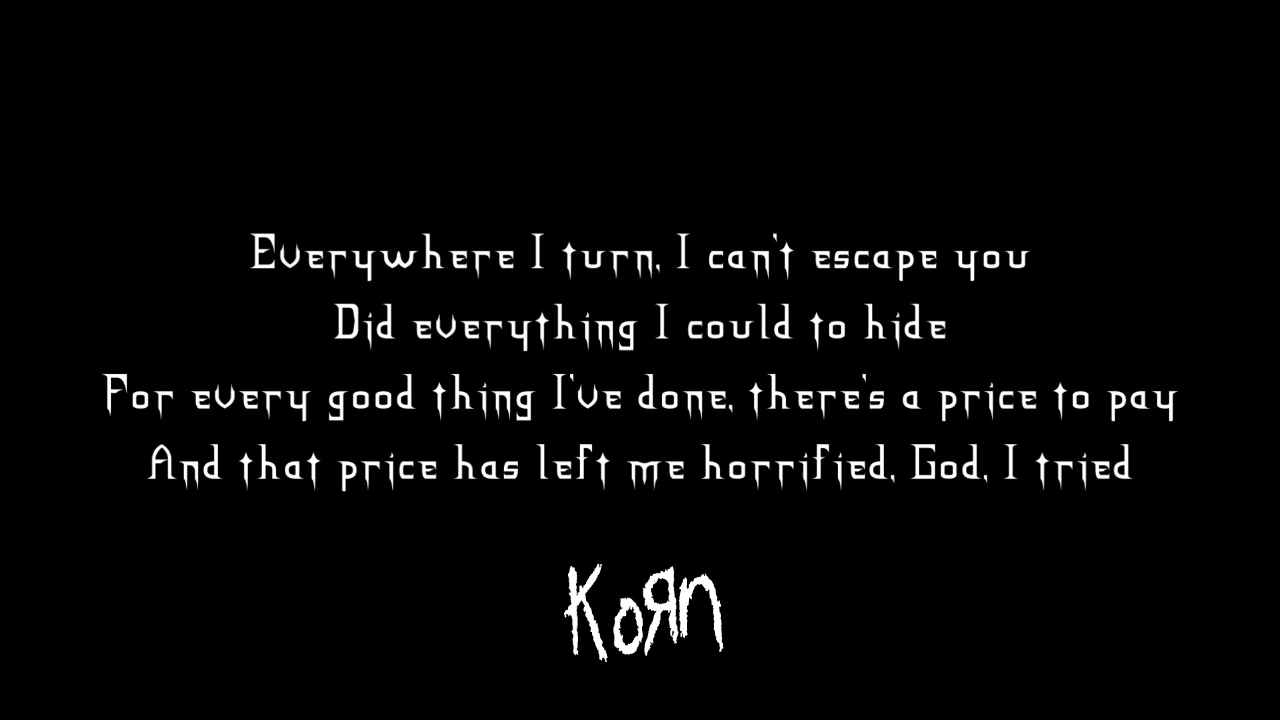 Everywhere I turn, I can't escape you
Did everything I could to hide
For every good thing I've done, there's a price to pay
And that price has left me horrified, God, I tried
KoЯn